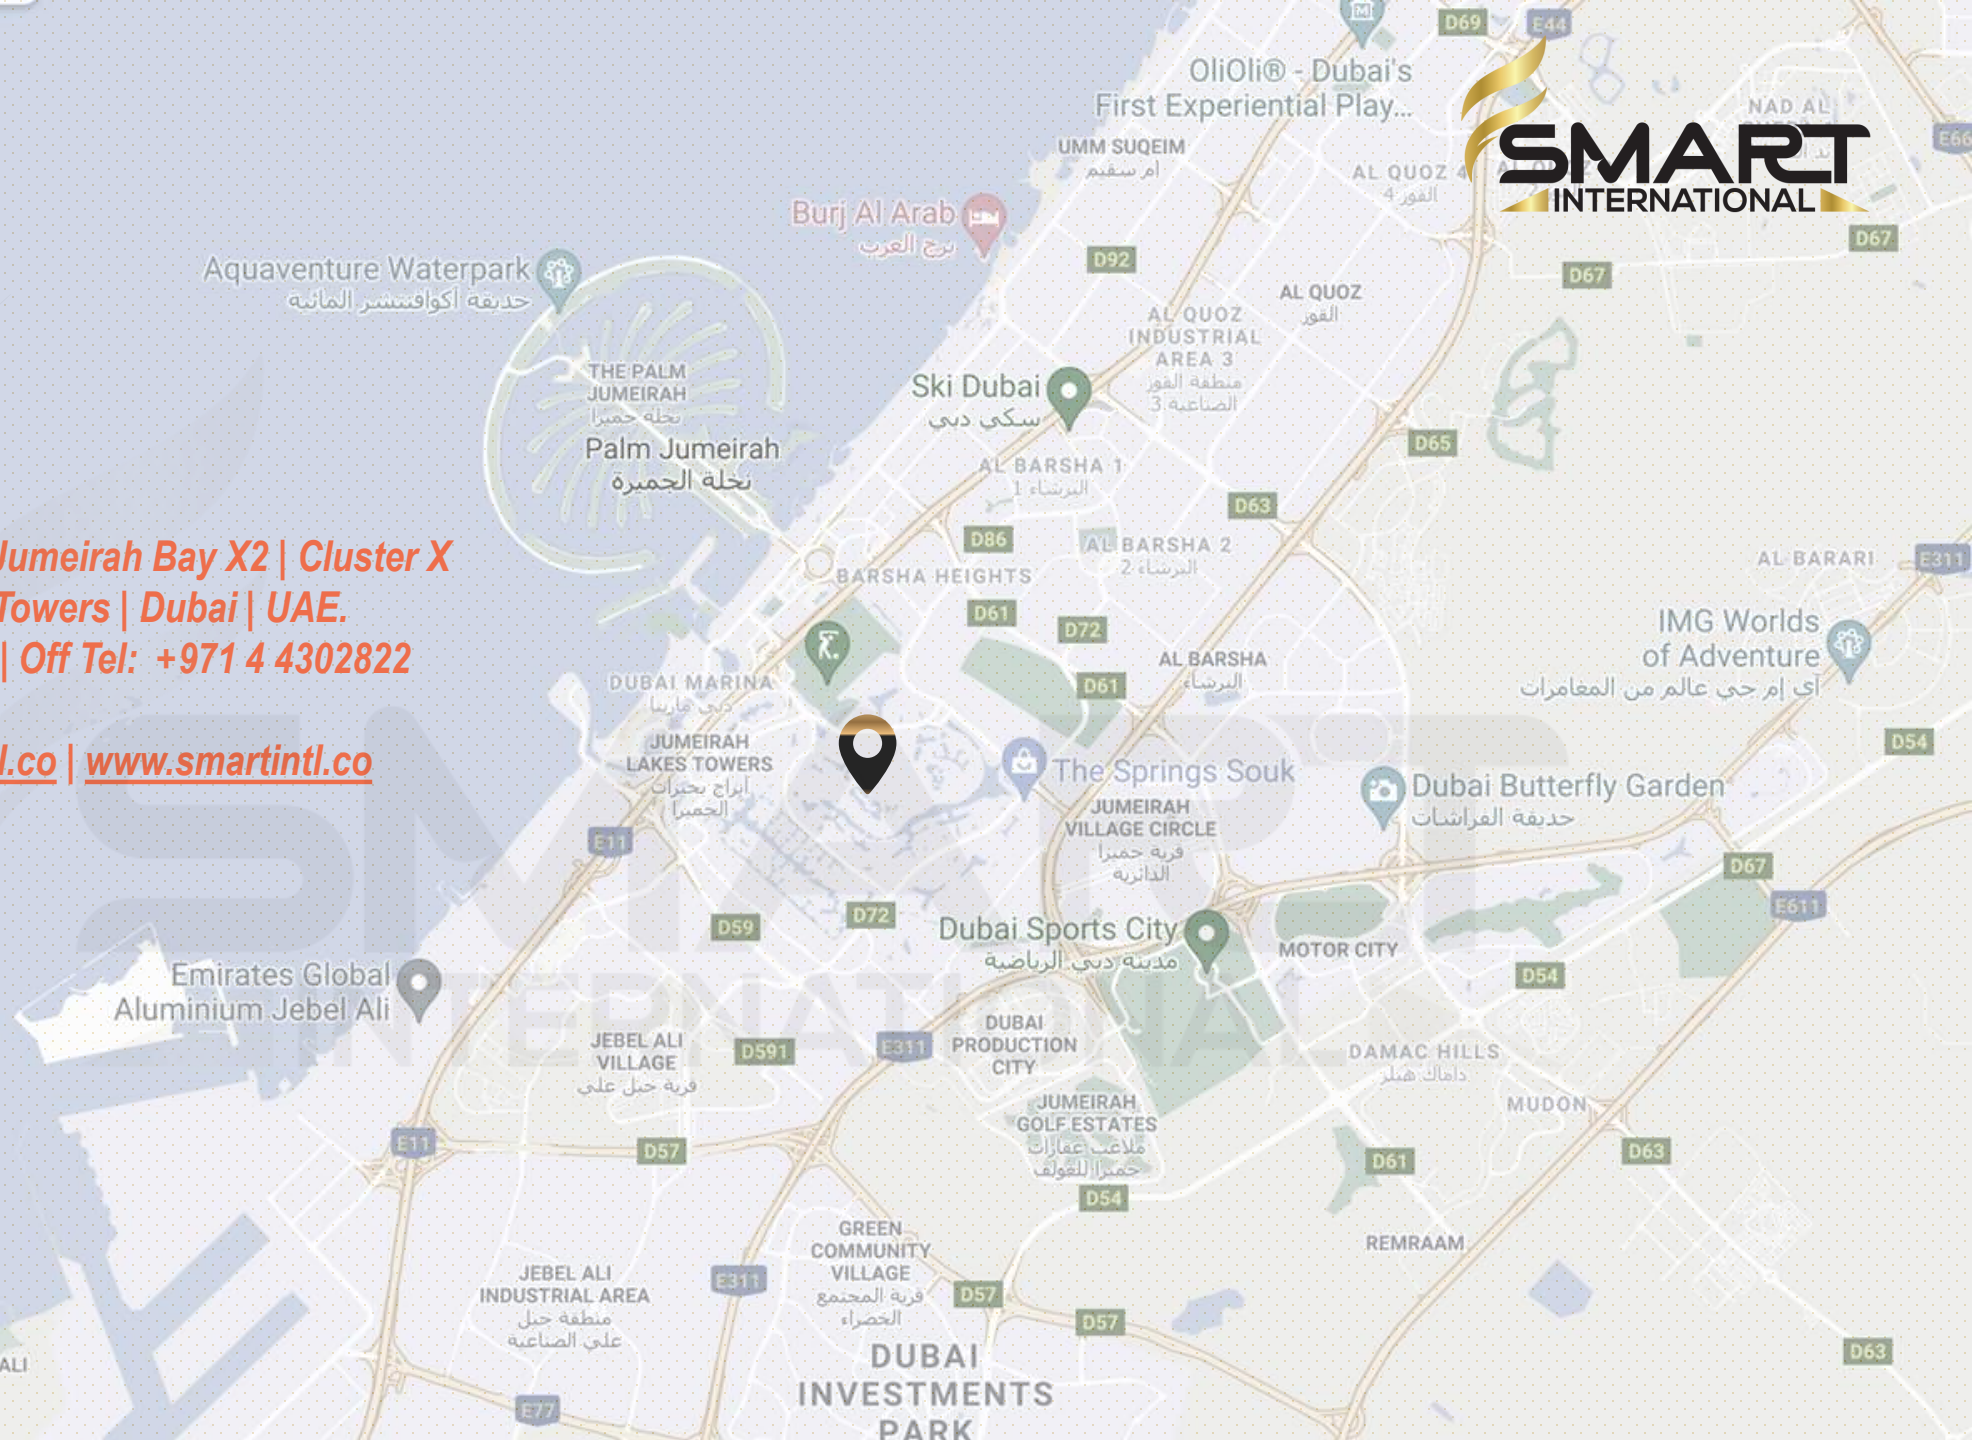 D69
E44
OliOli® - Dubai's
First Experiential Play...
SMART
INTERNATIONAL
NAD AL
E66
UMM SUQEIM
أم سقيم
AL QUOZ 4
القوز 4
Burj Al Arab
برج العرب
D92
D67
D67
Aquaventure Waterpark
حديقة أكوافنتشر المائية
AL QUOZ
القوز
AL QUOZ
INDUSTRIAL
AREA 3
منطقة القوز
الصناعية 3
THE PALM
JUMEIRAH
نخلة جميرا
Palm Jumeirah
نخلة الجميرة
Ski Dubai
سكي دبي
D65
AL BARSHA 1
البرشاء 1
D63
D86
AL BARSHA 2
البرشاء 2
AL BARARI
E311
Jumeirah Bay X2 | Cluster X
Towers | Dubai | UAE.
| Off Tel: +971 4 4302822
l.co | www.smartintl.co
BARSHA HEIGHTS
D61
D72
IMG Worlds
of Adventure
آي إم جي عالم من المغامرات
AL BARSHA
البرشاء
D61
DUBAI MARINA
دبي مارينا
JUMEIRAH
LAKES TOWERS
أبراج بحيرات
الجميرا
D54
The Springs Souk
Dubai Butterfly Garden
حديقة الفراشات
JUMEIRAH
VILLAGE CIRCLE
قرية جميرا
الدائرية
E11
D67
E611
D59
D72
Dubai Sports City
مدينة دبي الرياضية
MOTOR CITY
D54
Emirates Global
Aluminium Jebel Ali
SMART
INTERNATIONAL
JEBEL ALI
VILLAGE
قرية جبل علي
D591
E311
DUBAI
PRODUCTION
CITY
DAMAC HILLS
داماك هيلز
MUDON
JUMEIRAH
GOLF ESTATES
ملاعب عقارات
جميرا للغولف
E11
D57
D61
D63
D54
GREEN
COMMUNITY
VILLAGE
قرية المجتمع
الخضراء
REMRAAM
JEBEL ALI
INDUSTRIAL AREA
منطقة جبل
علي الصناعية
E311
D57
D57
D63
ALI
DUBAI
INVESTMENTS
PARK
E77